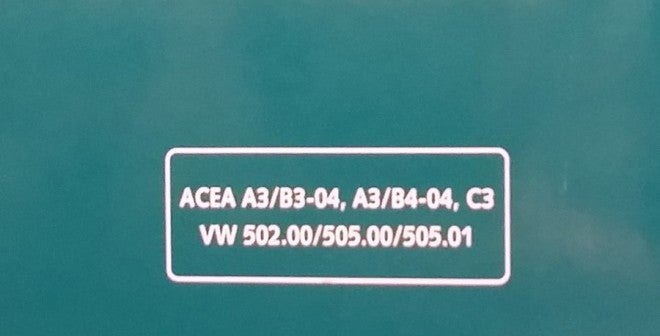 ACEA A3/B3-04, A3/B4-04, C3
VW 502.00/505.00/505.01